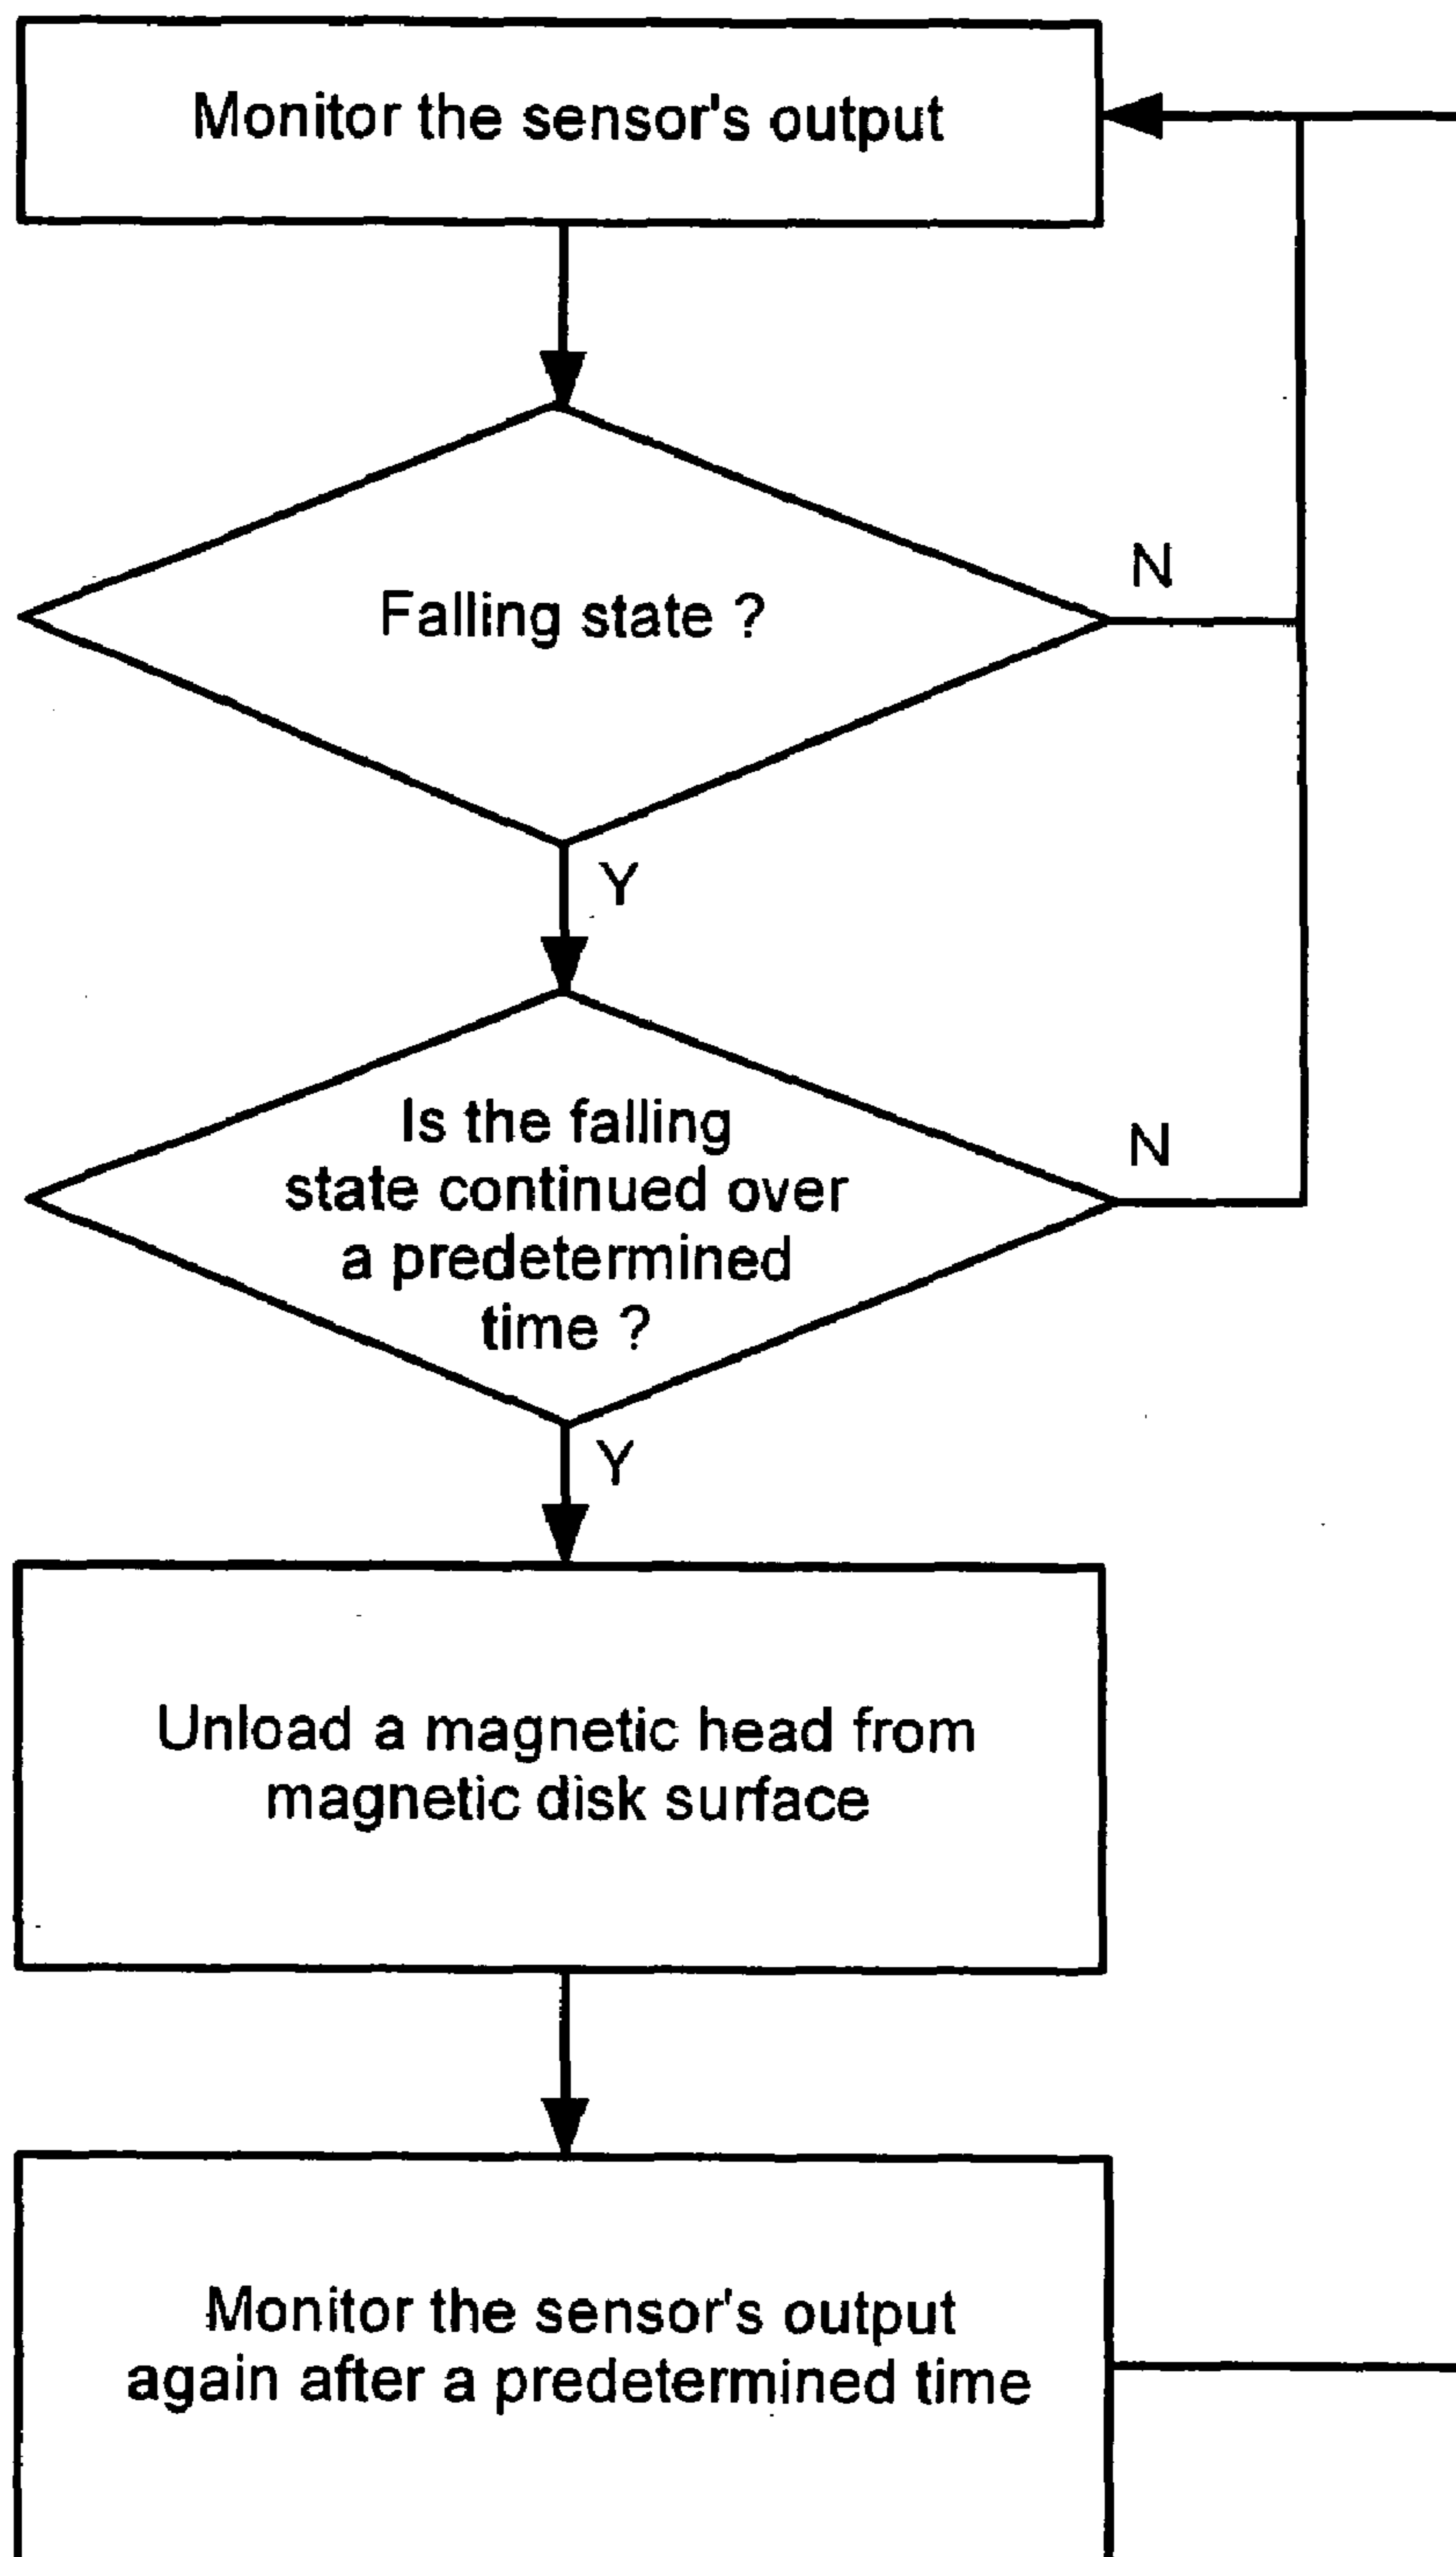 Monitor the sensor's output
Falling state ?
N
Y
Is the falling
state continued over
a predetermined
time ?
N
Y
Unload a magnetic head from
magnetic disk surface
Monitor the sensor's output
again after a predetermined time